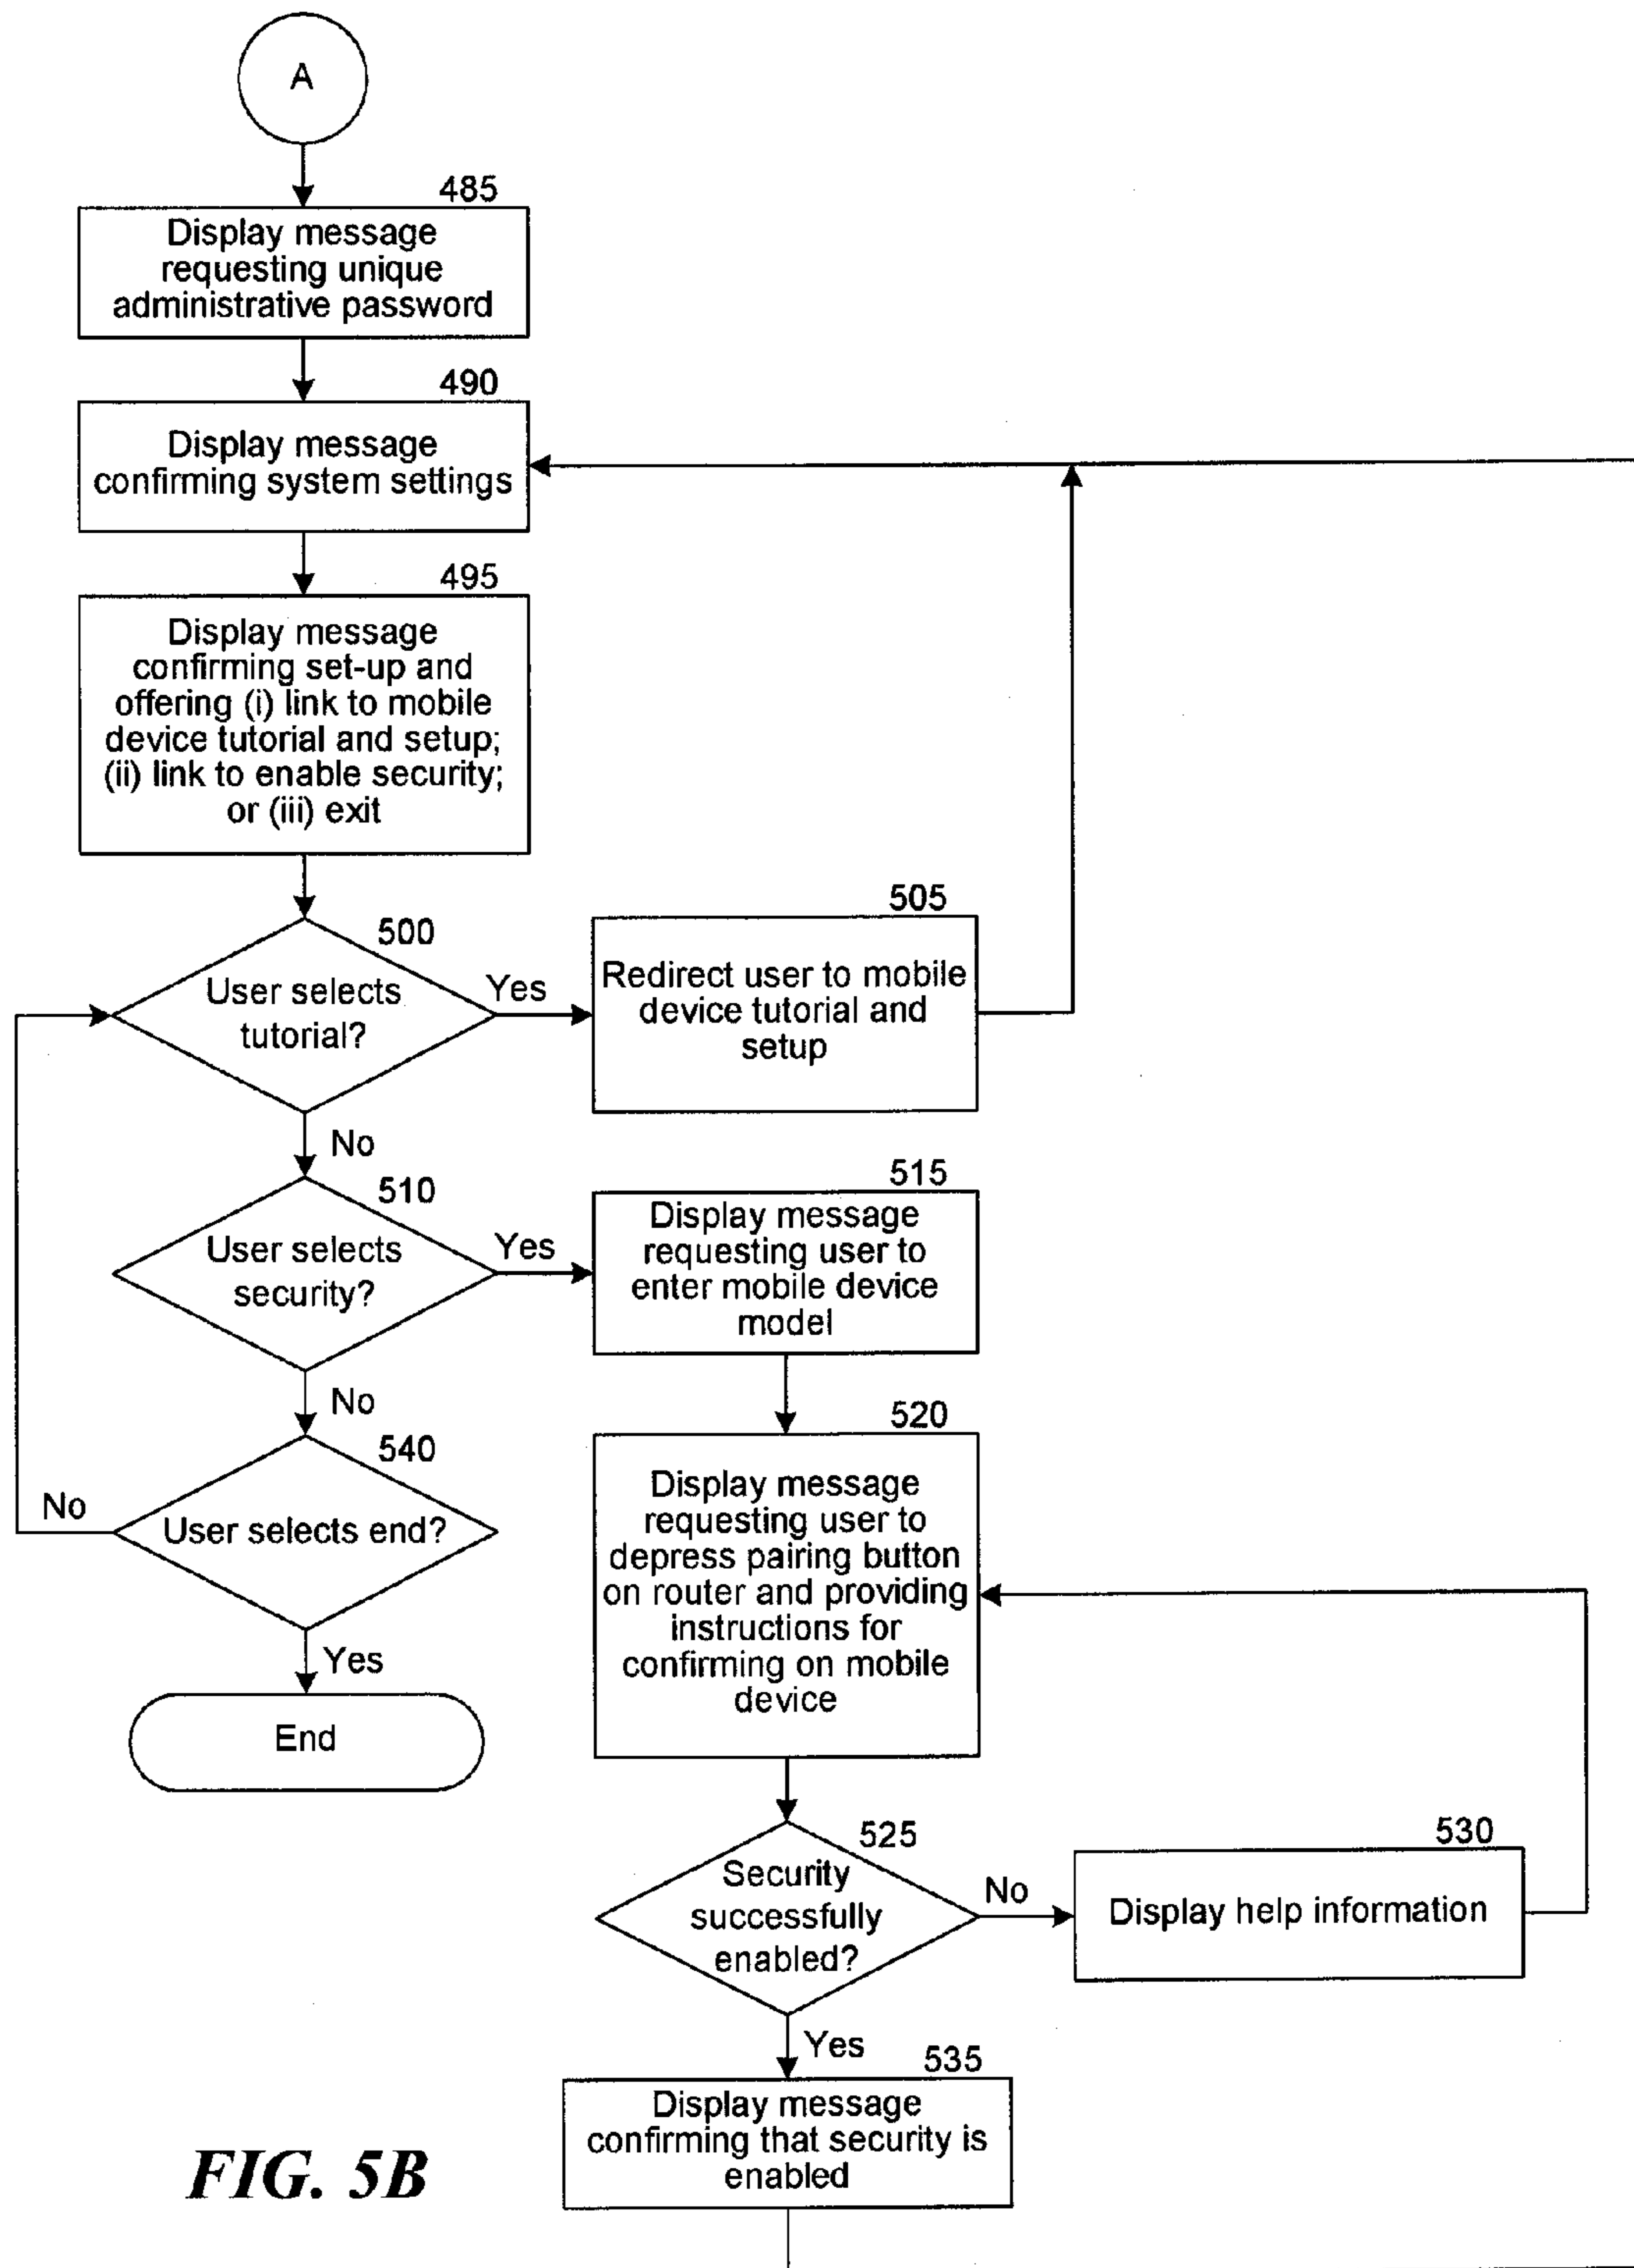 A
485
Display message
requesting unique
administrative password
490
Display message
confirming system settings
495
Display message
confirming set-up and
offering (i) link to mobile
device tutorial and setup;
(ii) link to enable security;
or (iii) exit
500
User selects
tutorial?
Yes
505
Redirect user to mobile
device tutorial and
setup
No
510
User selects
security?
Yes
515
Display message
requesting user to
enter mobile device
model
No
540
User selects end?
No
Yes
End
520
Display message
requesting user to
depress pairing button
on router and providing
instructions for
confirming on mobile
device
525
Security
successfully
enabled?
No
530
Display help information
Yes
535
Display message
confirming that security is
enabled
FIG. 5B